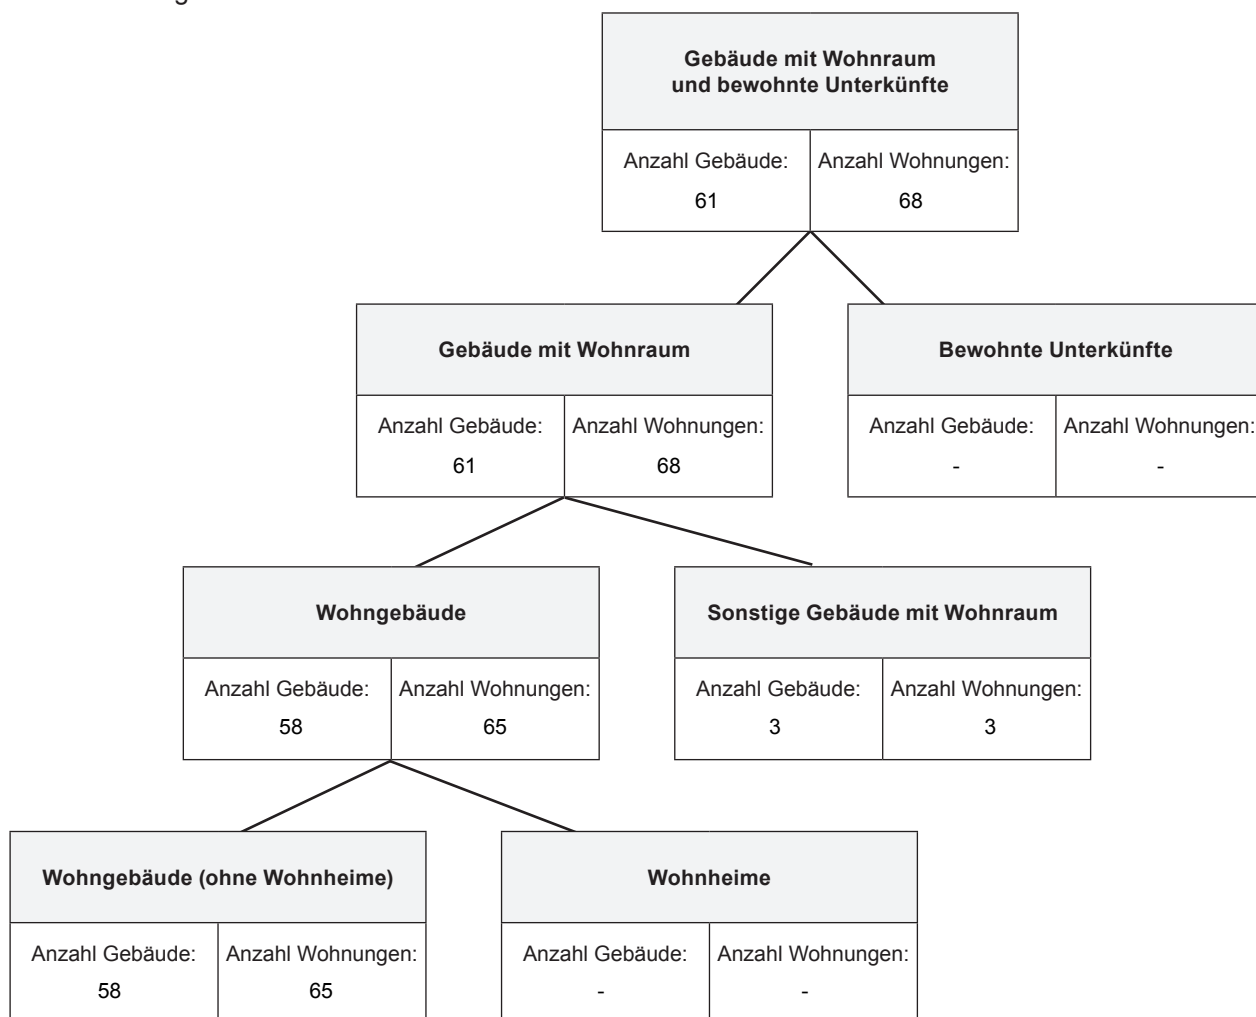 Gebäude mit Wohnraum
und bewohnte Unterkünfte
Anzahl Gebäude: Anzahl Wohnungen:
61 68
Gebäude mit Wohnraum
Anzahl Gebäude: Anzahl Wohnungen:
61 68
Bewohnte Unterkünfte
Anzahl Gebäude: Anzahl Wohnungen:
- -
Wohngebäude
Anzahl Gebäude: Anzahl Wohnungen:
58 65
Sonstige Gebäude mit Wohnraum
Anzahl Gebäude: Anzahl Wohnungen:
3 3
Wohngebäude (ohne Wohnheime)
Anzahl Gebäude: Anzahl Wohnungen:
58 65
Wohnheime
Anzahl Gebäude: Anzahl Wohnungen:
- -